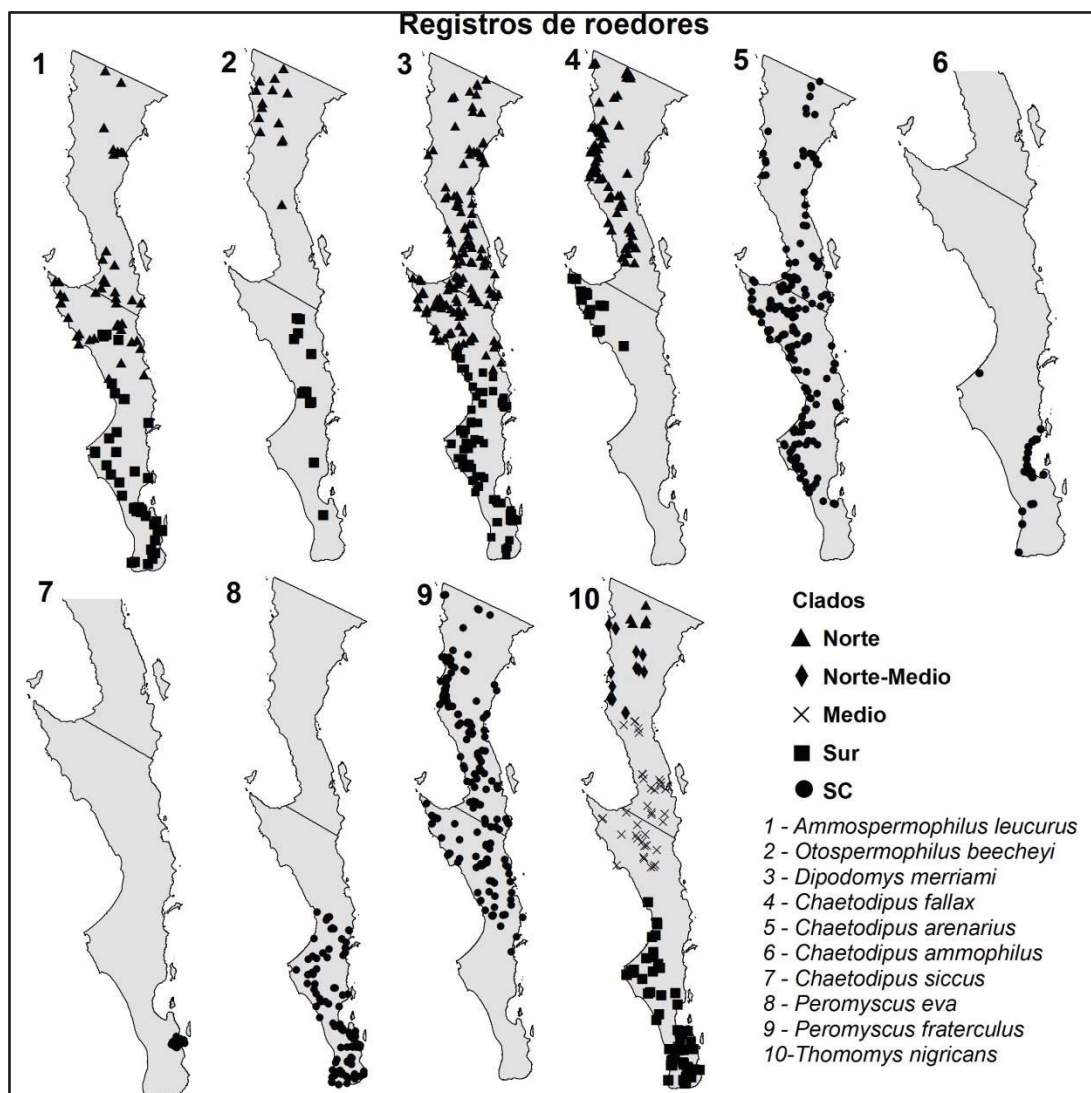 Registros de roedores
1
2
3
4
5
6
7
8
9
10
Clados
Norte
Norte-Medio
Medio
Sur
SC
1 - Ammospermophilus leucurus
2 - Otospermophilus beecheyi
3 - Dipodomys merriami
4 - Chaetodipus fallax
5 - Chaetodipus arenarius
6 - Chaetodipus ammophilus
7 - Chaetodipus siccus
8 - Peromyscus eva
9 - Peromyscus fraterculus
10-Thomomys nigricans